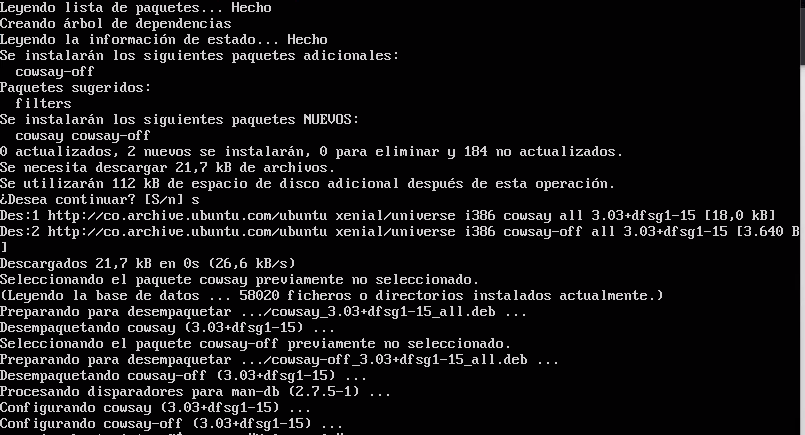 Leyendo lista de paquetes... Hecho
Creando árbol de dependencias
Leyendo la información de estado... Hecho
Se instalarán los siguientes paquetes adicionales:
  cowsay-off
Paquetes sugeridos:
  filters
Se instalarán los siguientes paquetes NUEVOS:
  cowsay cowsay-off
0 actualizados, 2 nuevos se instalarán, 0 para eliminar y 184 no actualizados.
Se necesita descargar 21,7 kB de archivos.
Se utilizarán 112 kB de espacio de disco adicional después de esta operación.
¿Desea continuar? [S/n] s
Des:1 http://co.archive.ubuntu.com/ubuntu xenial/universe i386 cowsay all 3.03+dfsg1-15 [18,0 kB]
Des:2 http://co.archive.ubuntu.com/ubuntu xenial/universe i386 cowsay-off all 3.03+dfsg1-15 [3.640 B
]
Descargados 21,7 kB en 0s (26,6 kB/s)
Seleccionando el paquete cowsay previamente no seleccionado.
(Leyendo la base de datos ... 58020 ficheros o directorios instalados actualmente.)
Preparando para desempaquetar .../cowsay_3.03+dfsg1-15_all.deb ...
Desempaquetando cowsay (3.03+dfsg1-15) ...
Seleccionando el paquete cowsay-off previamente no seleccionado.
Preparando para desempaquetar .../cowsay-off_3.03+dfsg1-15_all.deb ...
Desempaquetando cowsay-off (3.03+dfsg1-15) ...
Procesando disparadores para man-db (2.7.5-1) ...
Configurando cowsay (3.03+dfsg1-15) ...
Configurando cowsay-off (3.03+dfsg1-15) ...